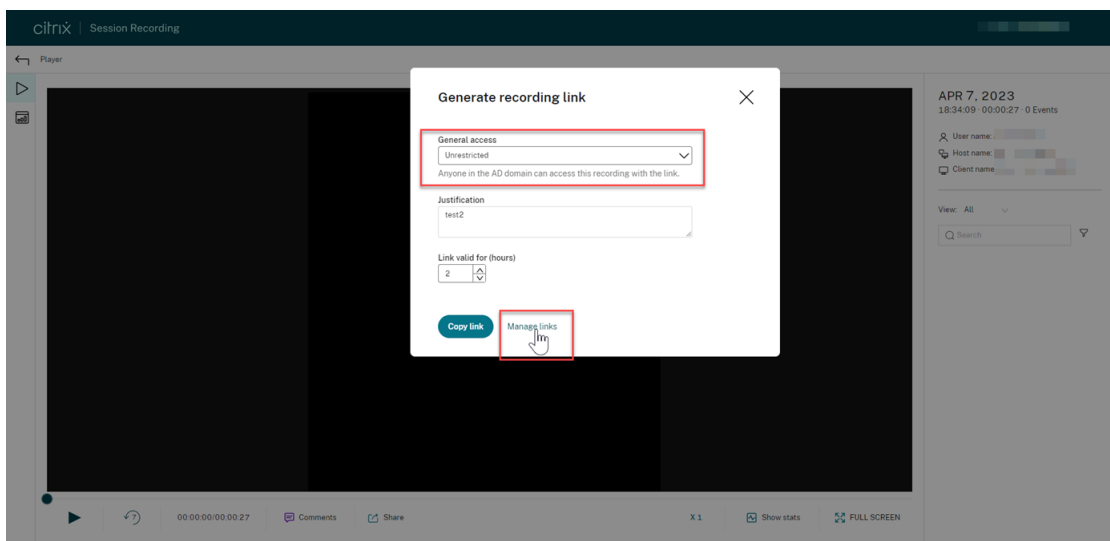 citrix | Session Recording
Player
Generate recording link
General access
Unrestricted
Anyone in the AD domain can access this recording with the link.
Justification
test2
Link valid for (hours)
2
Copy link
Manage links
APR 7, 2023
18:34:09 · 00:00:27 · 0 Events
User name:
Host name:
Client name
View: All
Search
7
00:00:00/00:00:27
Comments
Share
X 1
Show stats
FULL SCREEN